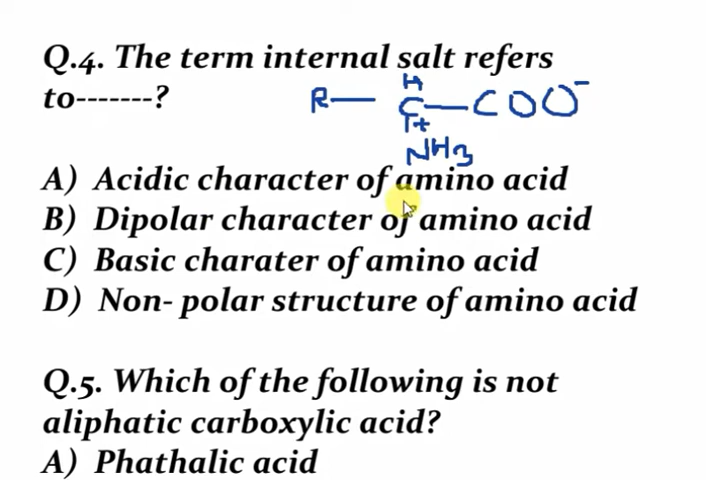 Q.4. The term internal salt refers
to-------?
H
R— C—COO⁻
+
NH3
A) Acidic character of amino acid
B) Dipolar character of amino acid
C) Basic charater of amino acid
D) Non- polar structure of amino acid
Q.5. Which of the following is not
aliphatic carboxylic acid?
A) Phathalic acid